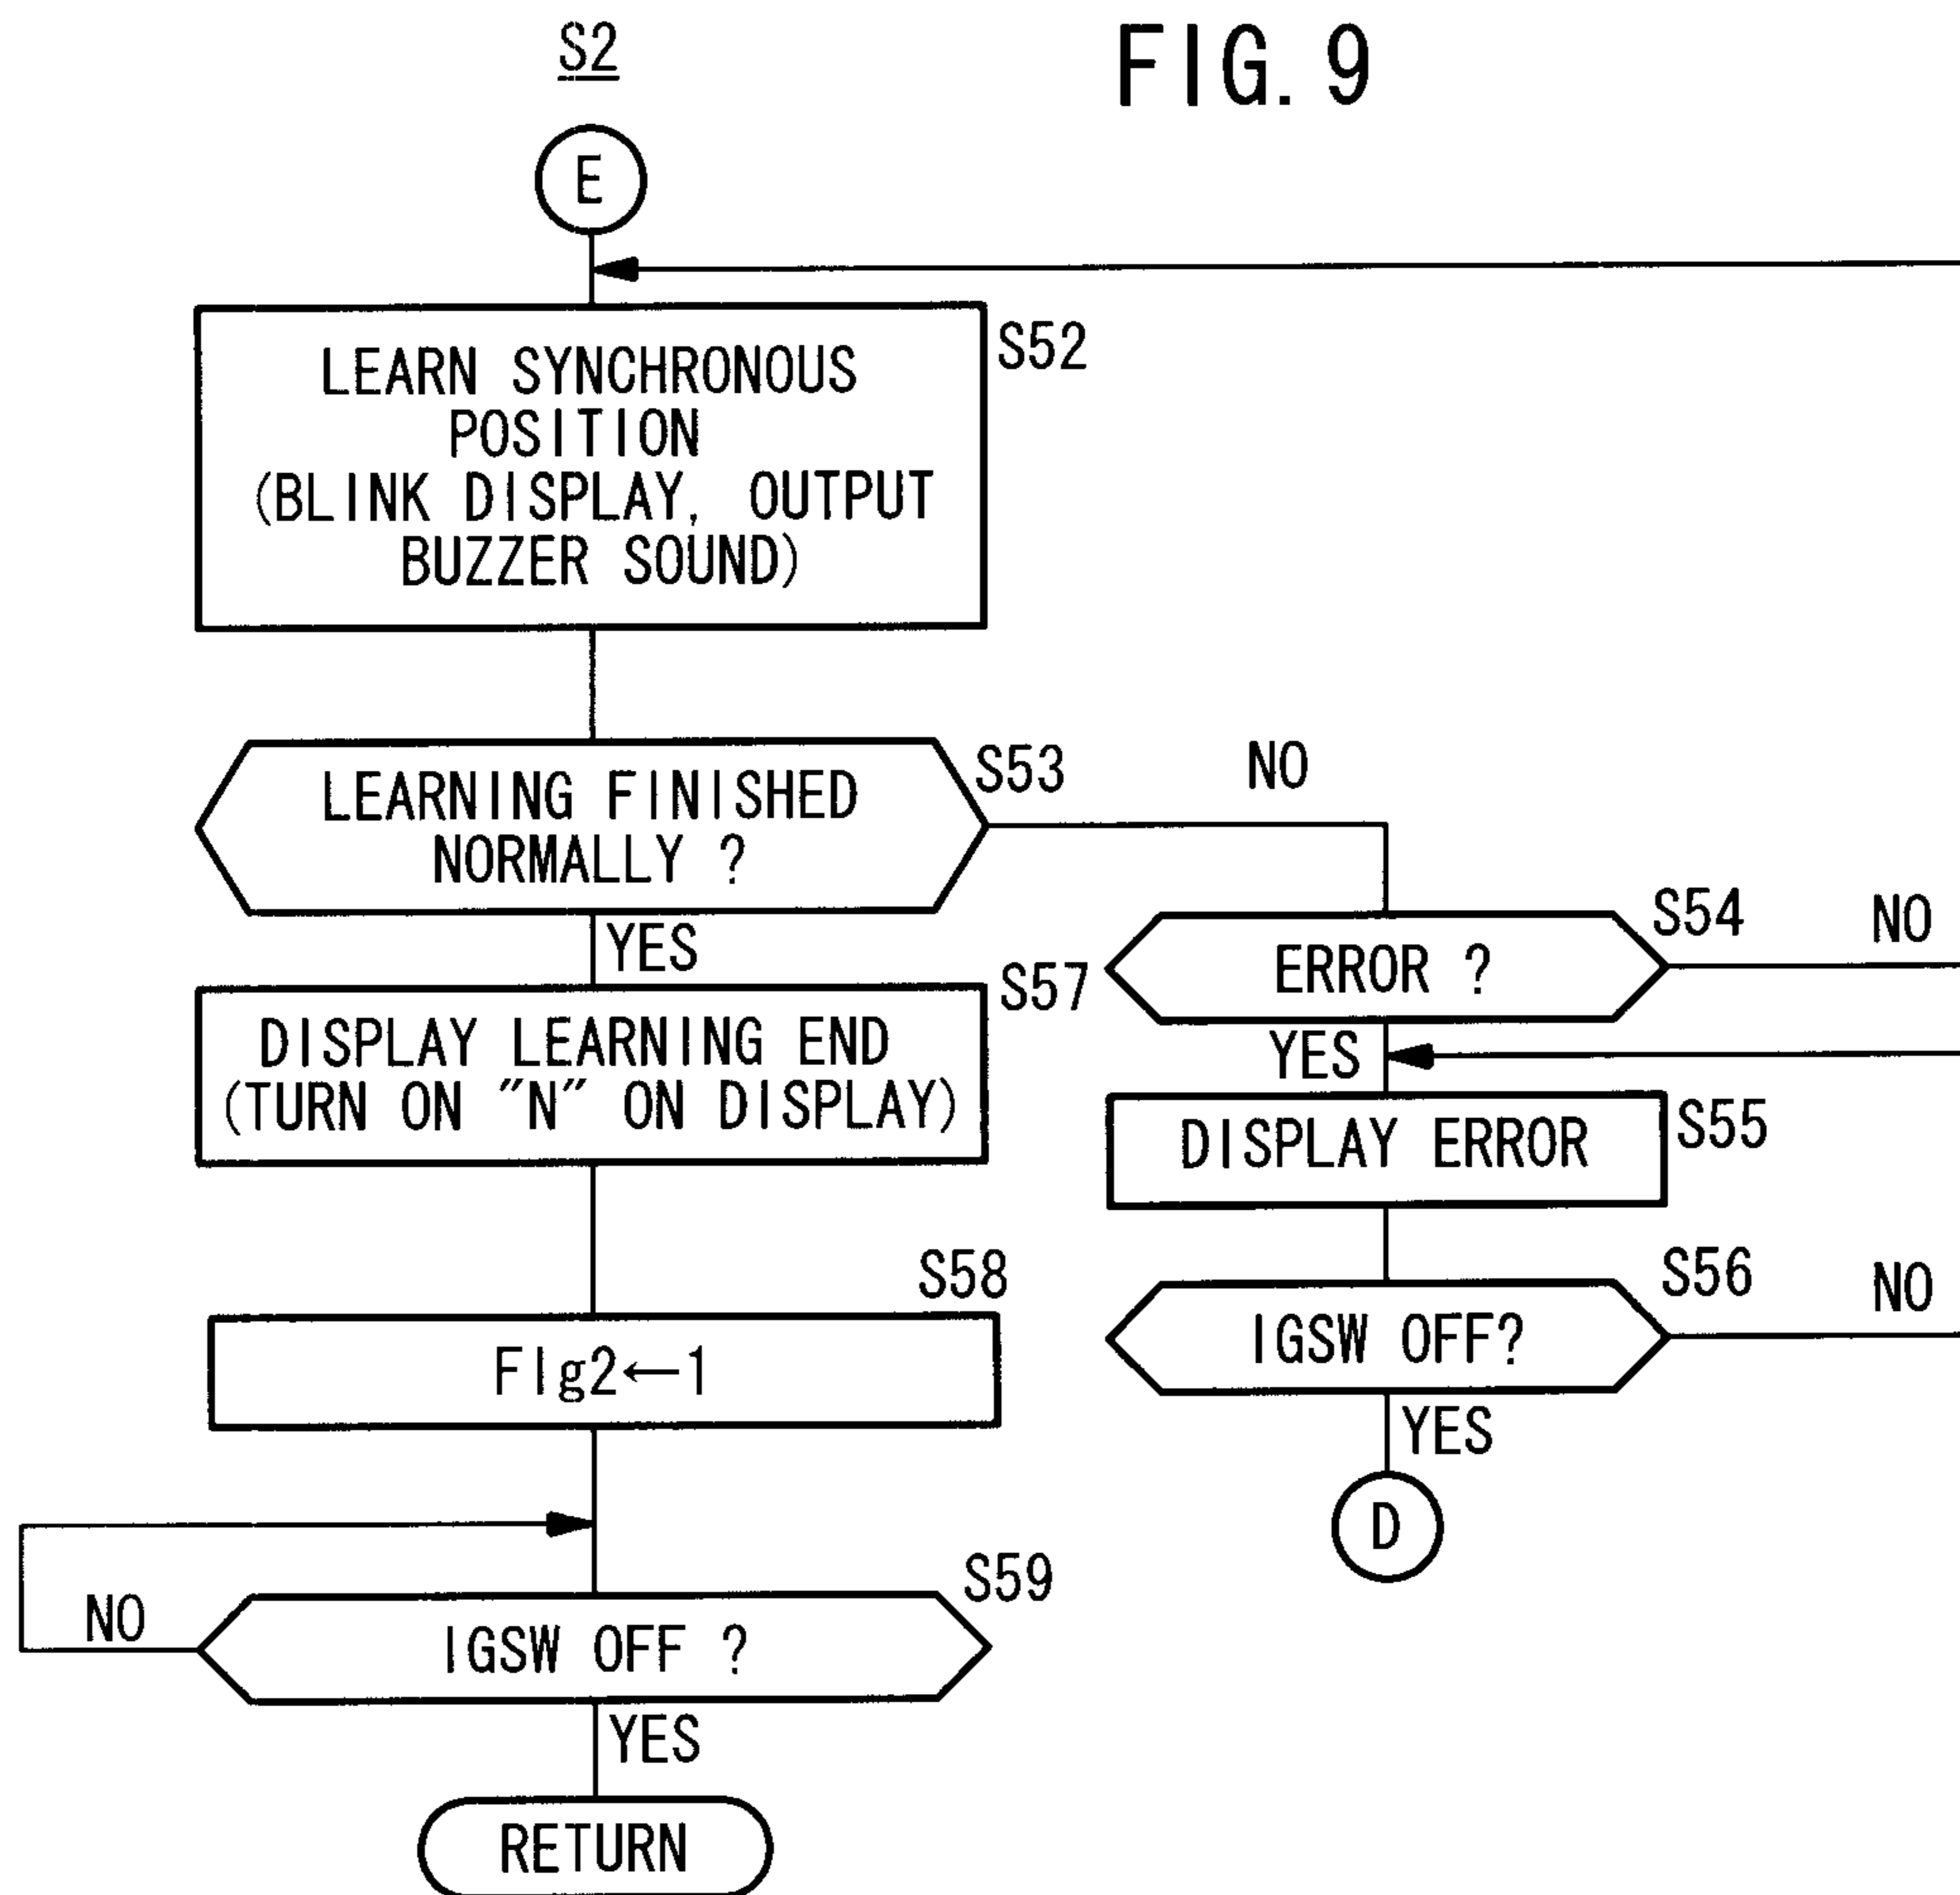 S2
FIG. 9
E
LEARN SYNCHRONOUS
POSITION
(BLINK DISPLAY, OUTPUT
BUZZER SOUND)
S52
LEARNING FINISHED
NORMALLY ?
S53
NO
YES
ERROR ?
S54
NO
YES
DISPLAY LEARNING END
(TURN ON "N" ON DISPLAY)
S57
DISPLAY ERROR
S55
S58
Flg2←1
IGSW OFF?
S56
NO
YES
D
IGSW OFF ?
S59
NO
YES
RETURN